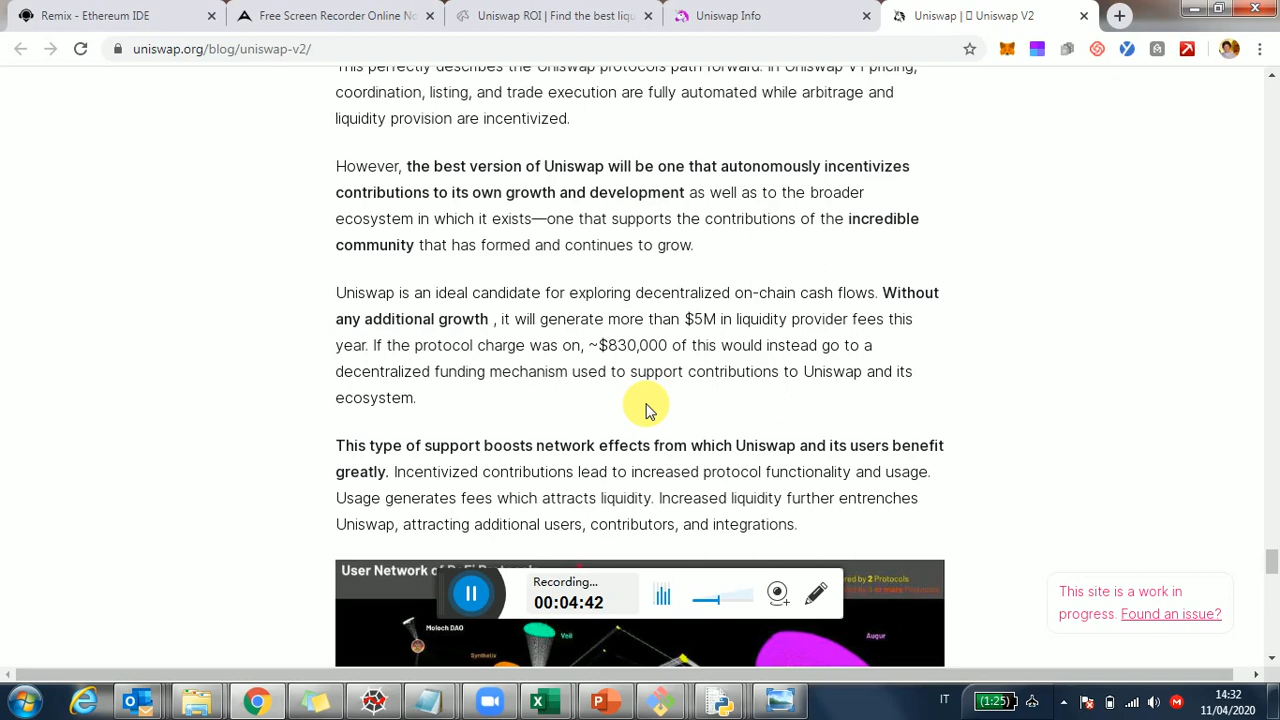 Remix - Ethereum IDE
Free Screen Recorder Online No
Uniswap ROI | Find the best liqu
Uniswap Info
Uniswap | Uniswap V2
uniswap.org/blog/uniswap-v2/
This perfectly describes the Uniswap protocols path forward. In Uniswap V1 pricing,
coordination, listing, and trade execution are fully automated while arbitrage and
liquidity provision are incentivized.
However, the best version of Uniswap will be one that autonomously incentivizes
contributions to its own growth and development as well as to the broader
ecosystem in which it exists—one that supports the contributions of the incredible
community that has formed and continues to grow.
Uniswap is an ideal candidate for exploring decentralized on-chain cash flows. Without
any additional growth , it will generate more than $5M in liquidity provider fees this
year. If the protocol charge was on, ~$830,000 of this would instead go to a
decentralized funding mechanism used to support contributions to Uniswap and its
ecosystem.
This type of support boosts network effects from which Uniswap and its users benefit
greatly. Incentivized contributions lead to increased protocol functionality and usage.
Usage generates fees which attracts liquidity. Increased liquidity further entrenches
Uniswap, attracting additional users, contributors, and integrations.
User Network of DeFi
by 2 Protocols
Recording...
00:04:42
Moloch DAO
Veil
Augur
This site is a work in
progress. Found an issue?
IT
(1:25)
14:32
11/04/2020